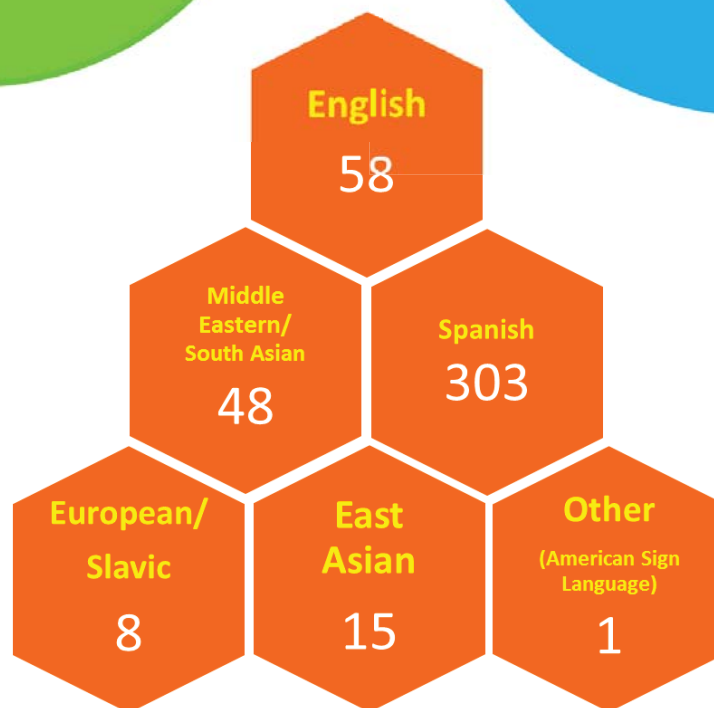 English
58
Middle
Eastern/
South Asian
48
Spanish
303
European/
Slavic
8
East
Asian
15
Other
(American Sign
Language)
1